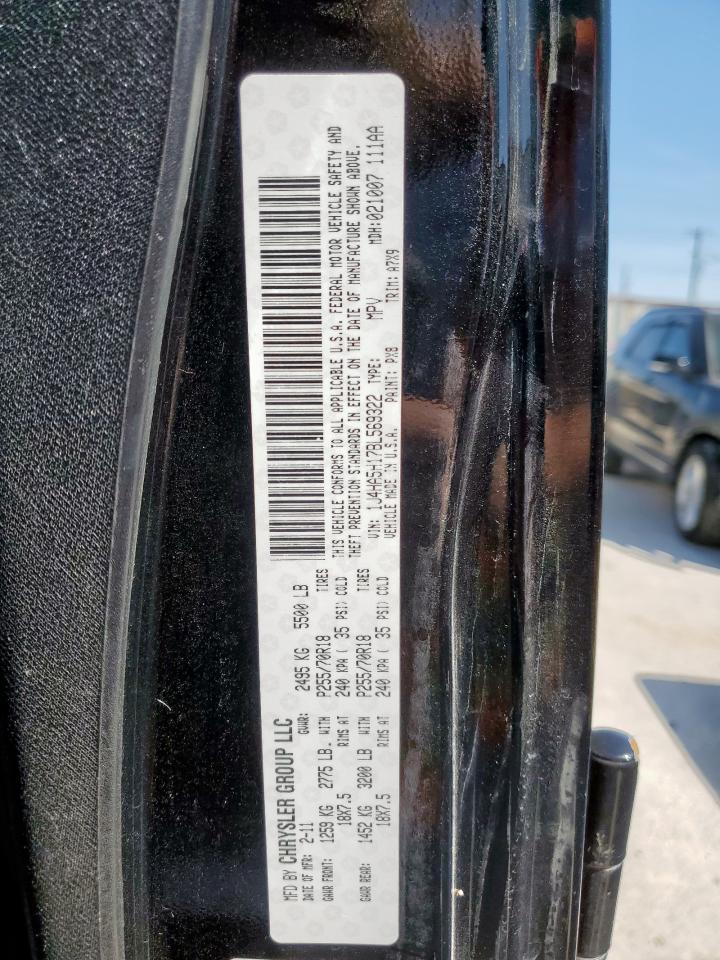 MFD BY CHRYSLER GROUP LLC
DATE OF MFR: 2-11 GVWR: 2495 KG 5500 LB
GAWR FRONT: 1259 KG 2775 LB. WITH P255/70R18 TIRES
18X7.5 RIMS AT 240 KPA ( 35 PSI) COLD
GAWR REAR: 1452 KG 3200 LB WITH P255/70R18 TIRES
18X7.5 RIMS AT 240 KPA ( 35 PSI) COLD
THIS VEHICLE CONFORMS TO ALL APPLICABLE U.S.A. FEDERAL MOTOR VEHICLE SAFETY AND
THEFT PREVENTION STANDARDS IN EFFECT ON THE DATE OF MANUFACTURE SHOWN ABOVE.
VIN: 1J4HA5H17BL569322 TYPE: MPV MDH:021007 111AA
VEHICLE MADE IN U.S.A. PAINT: PX8 TRIM: A7X9